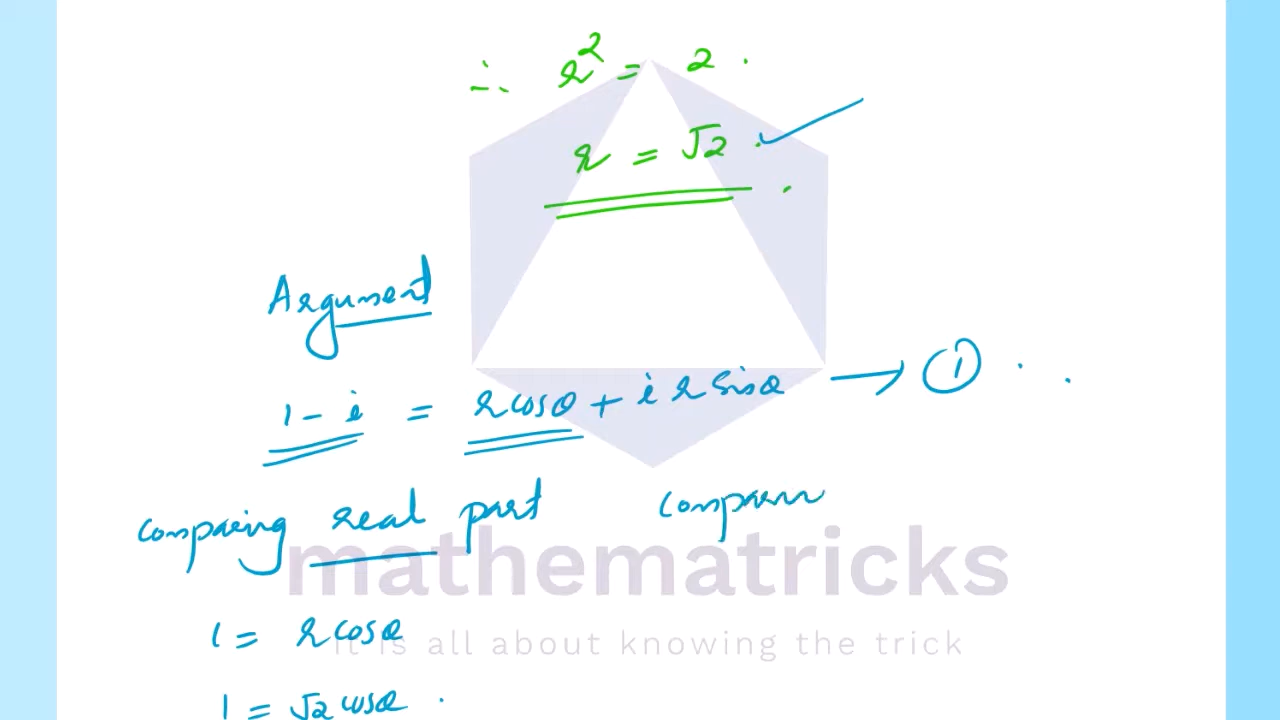 ∴ r² = 2.
r = √2.
Argument
1 - i = r cosθ + i r sinθ → ①
comparing real part
comparin
mathematricks
1 = r cosθ
it is all about knowing the trick
1 = √2 cosθ.